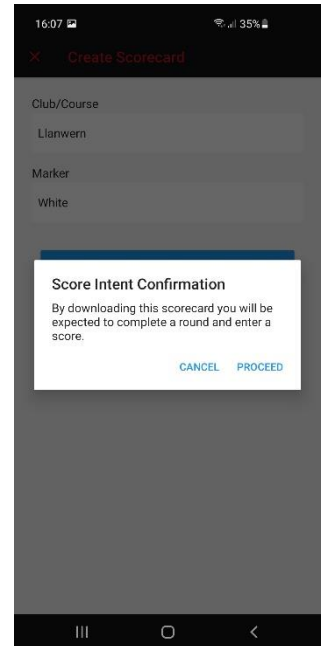 16:07 35%
× Create Scorecard
Club/Course
Llanwern
Marker
White
Score Intent Confirmation
By downloading this scorecard you will be
expected to complete a round and enter a
score.
CANCEL PROCEED